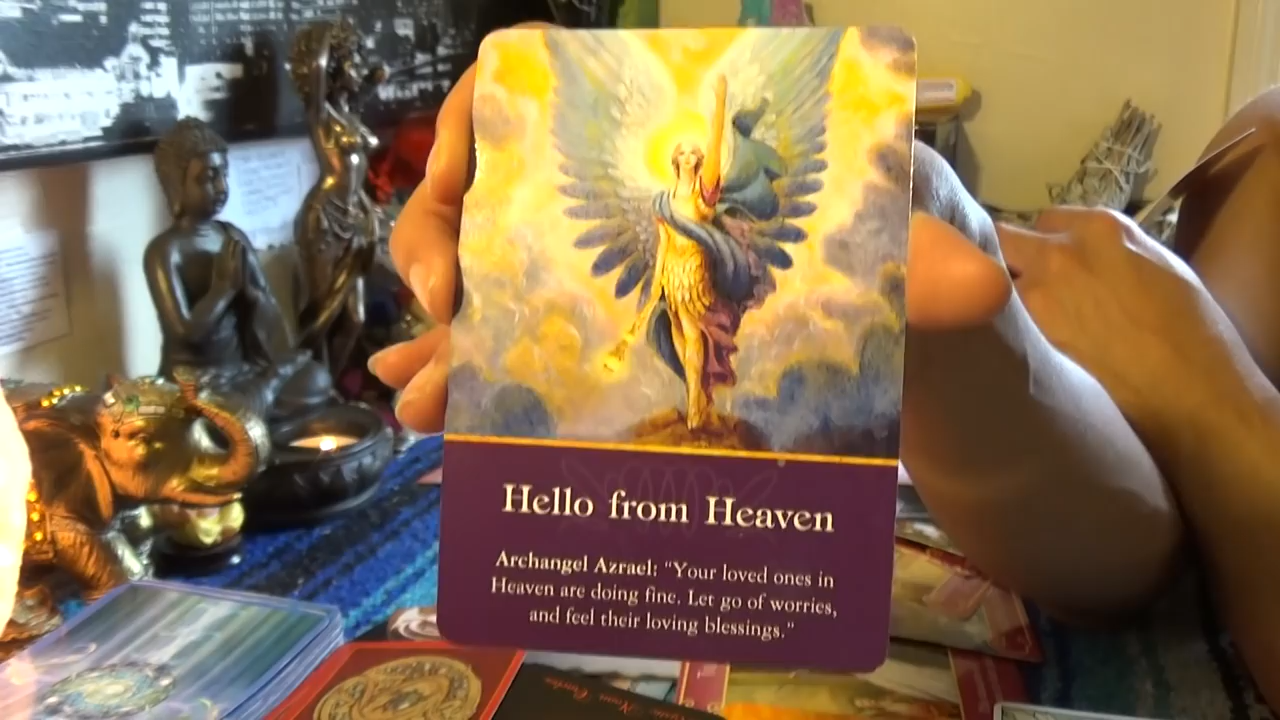 Hello from Heaven
Archangel Azrael: "Your loved ones in
Heaven are doing fine. Let go of worries,
and feel their loving blessings."